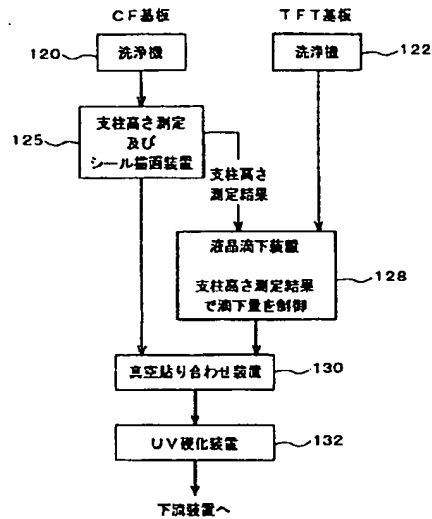 CF基板
TFT基板
洗浄機
120
洗浄機
122
支柱高さ測定
及び
シール描画装置
125
支柱高さ
測定結果
液晶滴下装置
支柱高さ測定結果
で滴下量を制御
128
真空貼り合わせ装置
130
UV硬化装置
132
下流装置へ